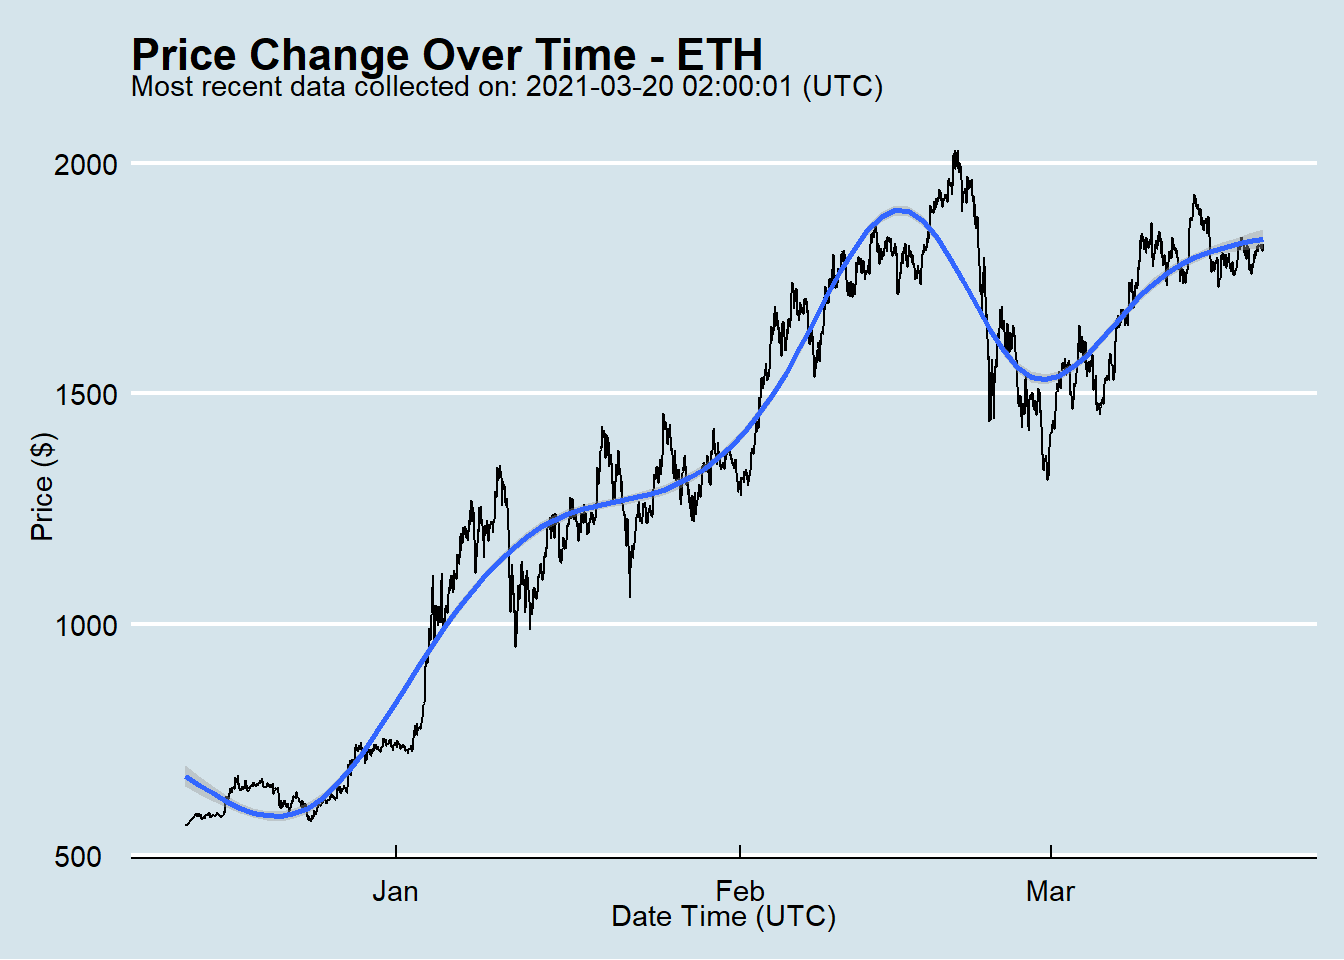 Price Change Over Time - ETH
Most recent data collected on: 2021-03-20 02:00:01 (UTC)
2000
1500
1000
500
Price ($)
Jan Feb Mar
Date Time (UTC)